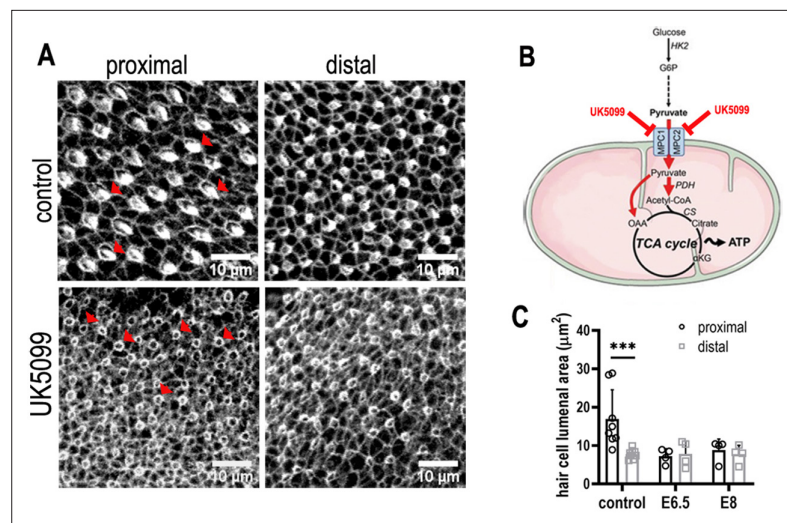 A
proximal
distal
control
10 µm
10 µm
UK5099
10 µm
10 µm
B
Glucose
HK2
G6P
Pyruvate
UK5099
UK5099
MPC1
MPC2
Pyruvate
PDH
Acetyl-CoA
CS
OAA
Citrate
TCA cycle
ATP
αKG
C
hair cell lumenal area (µm²)
40
30
20
10
0
***
proximal
distal
control
E6.5
E8